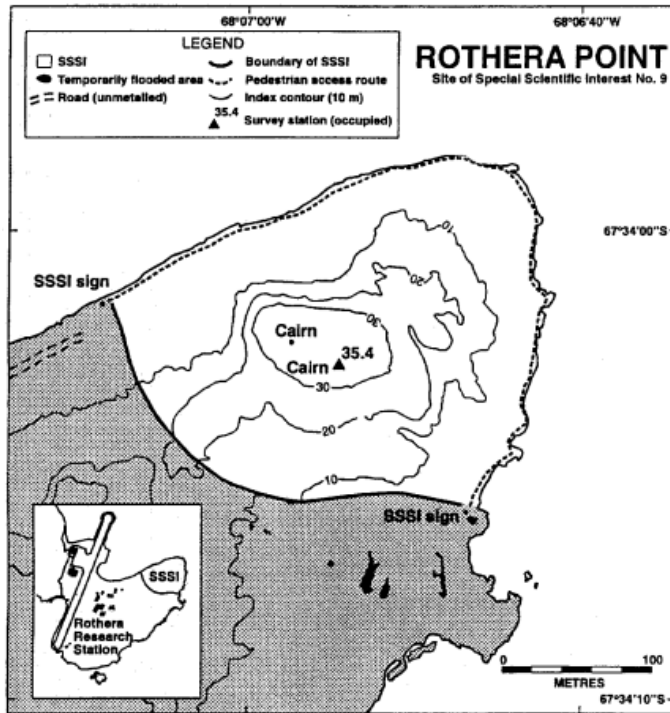 68°07'00"W
68°06'40"W
LEGEND
SSSI
Temporarily flooded area
Road (unmetalled)
Boundary of SSSI
Pedestrian access route
Index contour (10 m)
35.4
Survey station (occupied)
ROTHERA POINT
Site of Special Scientific Interest No. 9
67°34'00"S
10
20
SSSI sign
30
Cairn
35.4
Cairn
30
20
10
SSSI sign
SSSI
Rothera
Research
Station
0
100
METRES
67°34'10"S